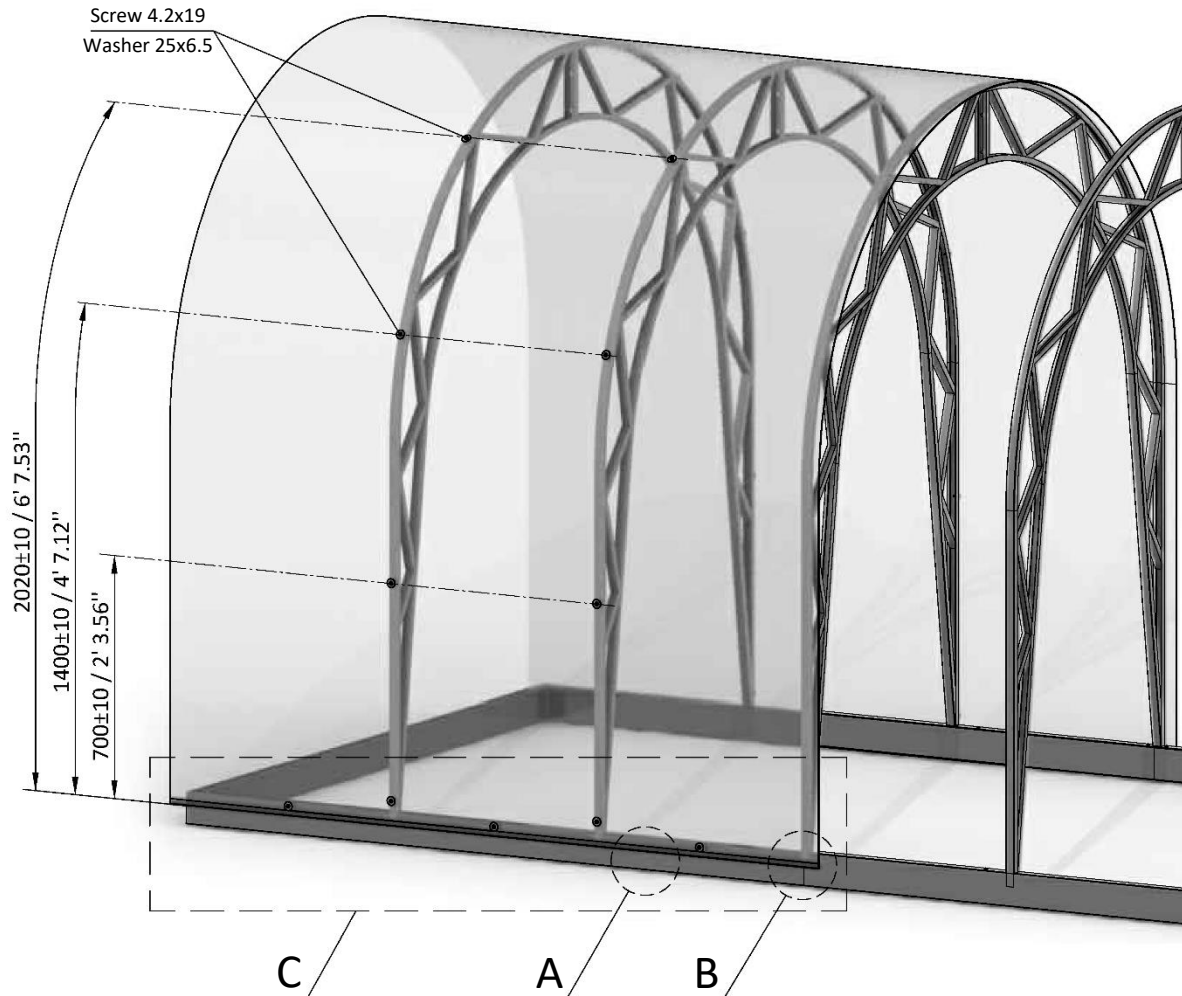 Screw 4.2x19
Washer 25x6.5
2020±10 / 6' 7.53''
1400±10 / 4' 7.12''
700±10 / 2' 3.56''
C
A
B